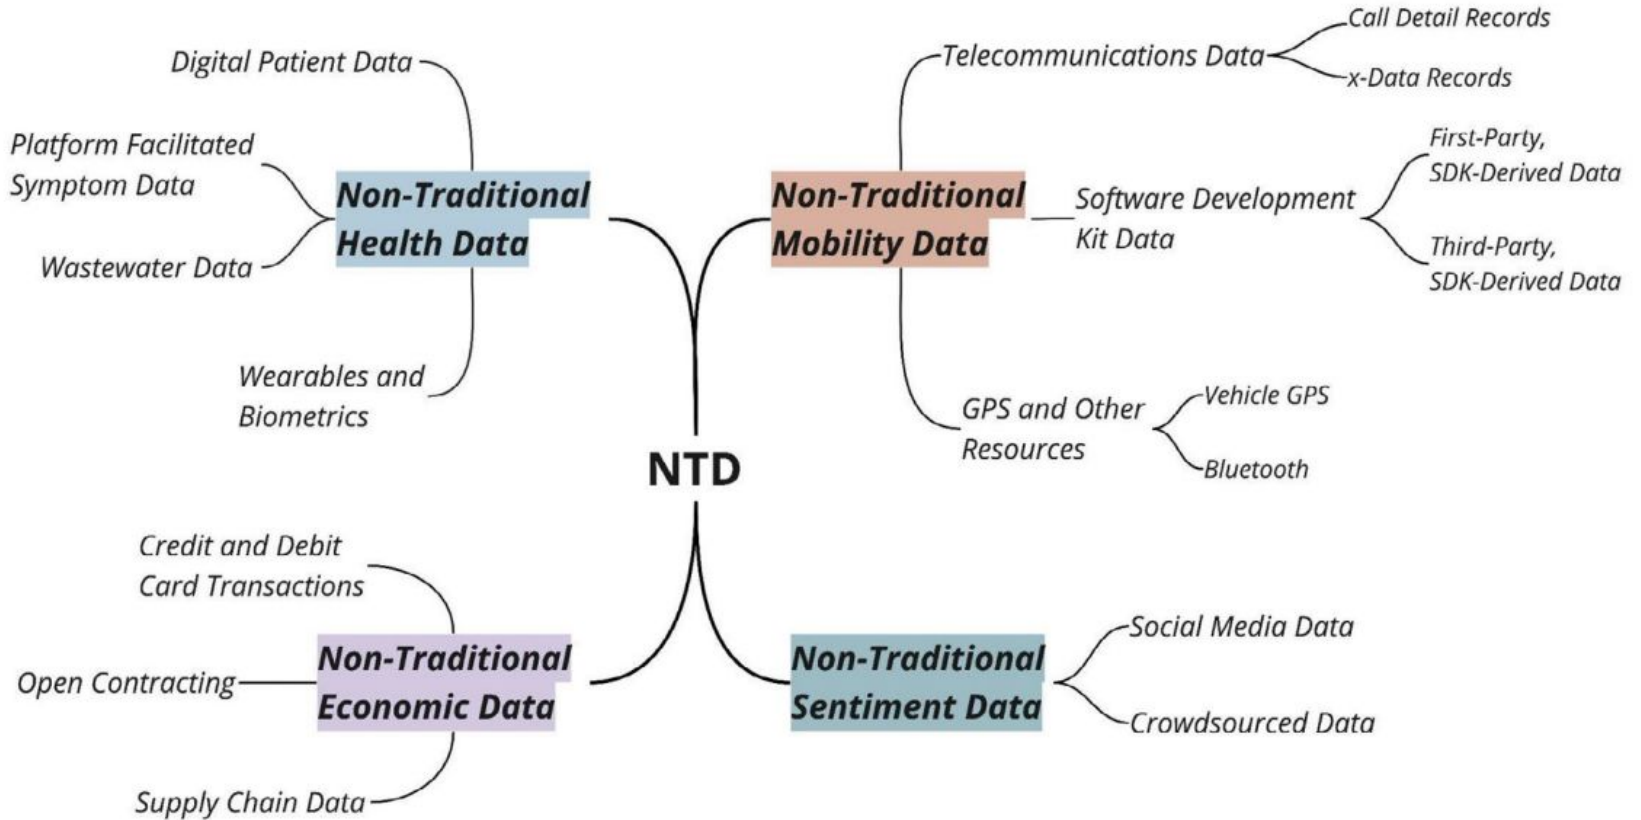 Digital Patient Data
Platform Facilitated
Symptom Data
Wastewater Data
Wearables and
Biometrics
Non-Traditional
Health Data
Non-Traditional
Mobility Data
Telecommunications Data
Call Detail Records
x-Data Records
Software Development
Kit Data
First-Party,
SDK-Derived Data
Third-Party,
SDK-Derived Data
GPS and Other
Resources
Vehicle GPS
Bluetooth
NTD
Credit and Debit
Card Transactions
Open Contracting
Supply Chain Data
Non-Traditional
Economic Data
Non-Traditional
Sentiment Data
Social Media Data
Crowdsourced Data